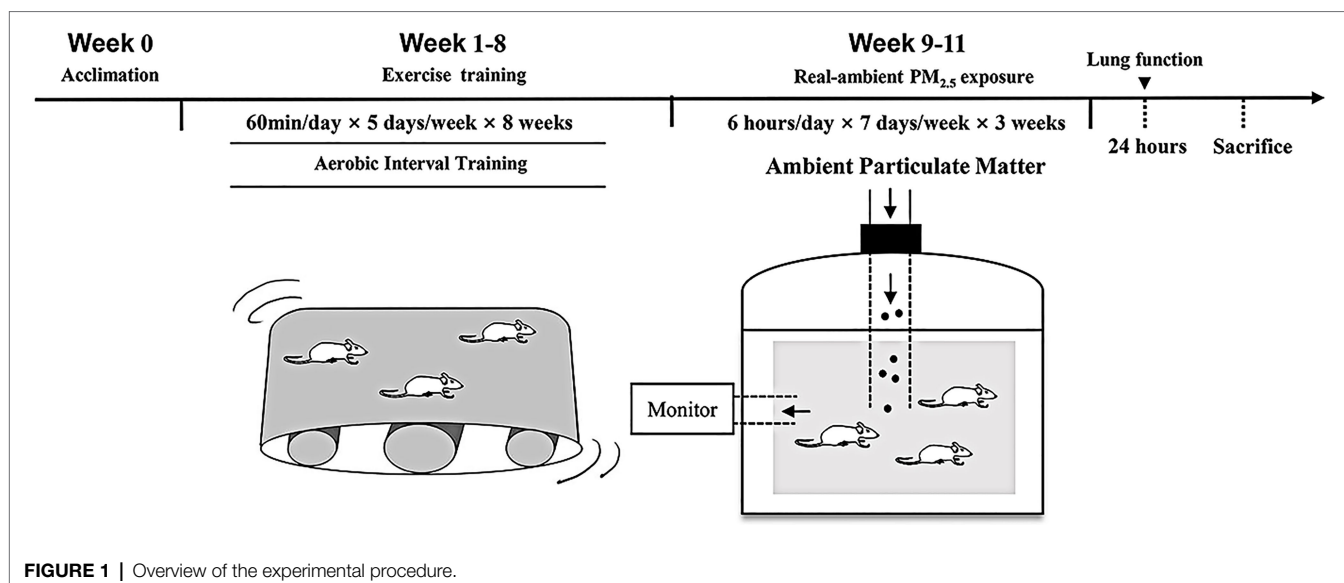 Week 0
Acclimation
Week 1-8
Exercise training
60min/day × 5 days/week × 8 weeks
Aerobic Interval Training
Week 9-11
Real-ambient PM2.5 exposure
6 hours/day × 7 days/week × 3 weeks
Ambient Particulate Matter
Lung function
24 hours
Sacrifice
Monitor
FIGURE 1 | Overview of the experimental procedure.